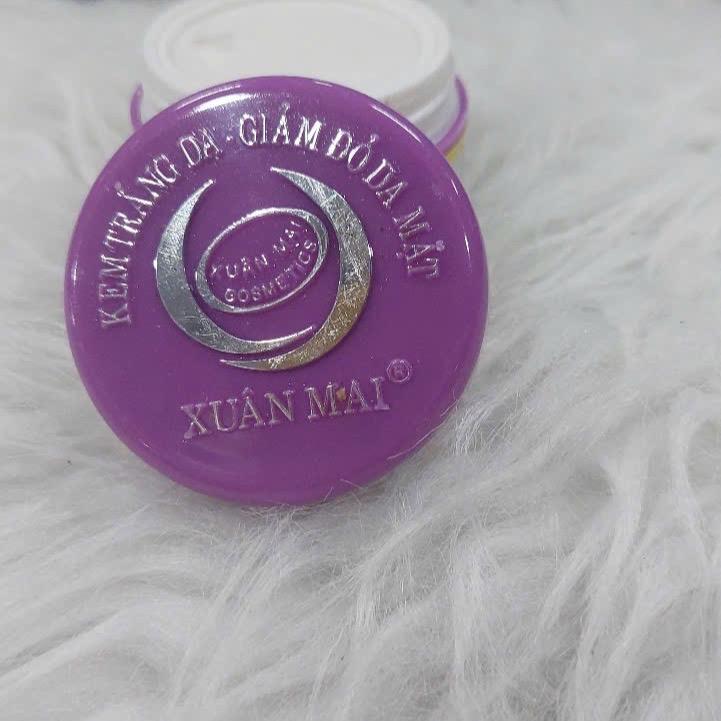 KEM TRẮNG DA - GIẢM ĐỎ DA MẶT
XUÂN MAI
COSMETICS
XUÂN MAI®